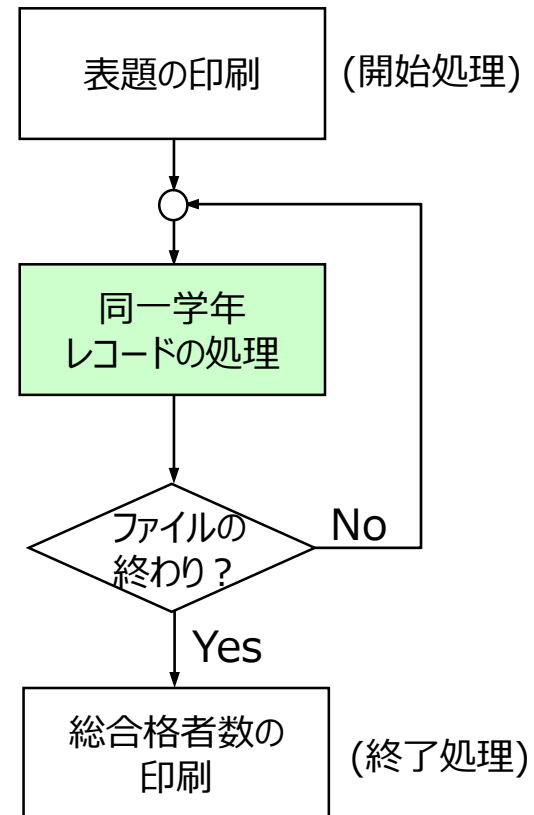 表題の印刷
(開始処理)
同一学年
レコードの処理
ファイルの
終わり？
No
Yes
総合格者数の
印刷
(終了処理)